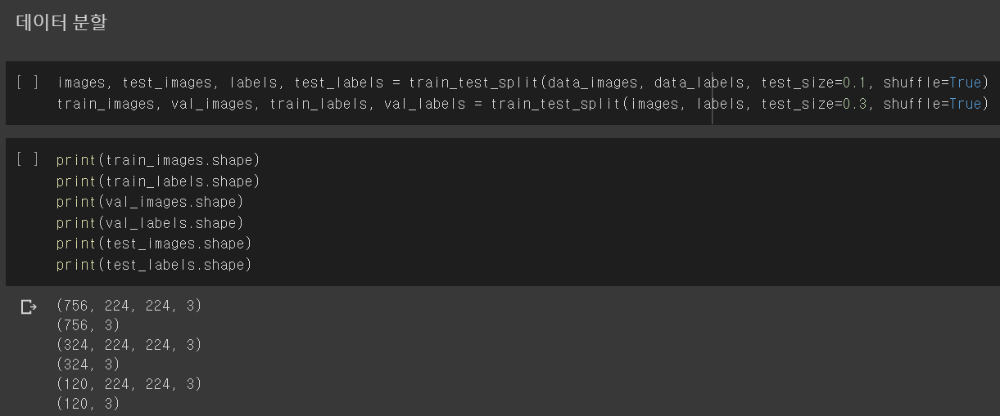 데이터 분할
[ ] images, test_images, labels, test_labels = train_test_split(data_images, data_labels, test_size=0.1, shuffle=True)
train_images, val_images, train_labels, val_labels = train_test_split(images, labels, test_size=0.3, shuffle=True)
[ ] print(train_images.shape)
print(train_labels.shape)
print(val_images.shape)
print(val_labels.shape)
print(test_images.shape)
print(test_labels.shape)
(756, 224, 224, 3)
(756, 3)
(324, 224, 224, 3)
(324, 3)
(120, 224, 224, 3)
(120, 3)